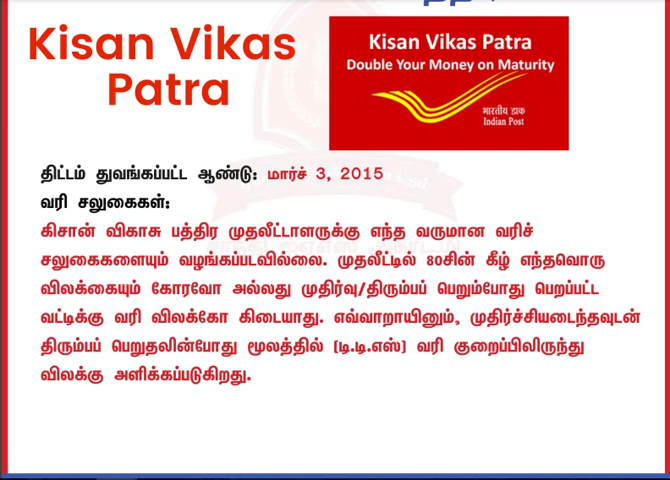 Kisan Vikas
Patra
Kisan Vikas Patra
Double Your Money on Maturity
भारतीय डाक
Indian Post
திட்டம் துவங்கப்பட்ட ஆண்டு: மார்ச் 3, 2015
வரி சலுகைகள்:
கிசான் விகாசு பத்திர முதலீட்டாளருக்கு எந்த வருமான வரிச்
சலுகைகளையும் வழங்கப்படவில்லை. முதலீட்டில் 80சின் கீழ் எந்தவொரு
விலக்கையும் கோரவோ அல்லது முதிர்வு/திரும்பப் பெறும்போது பெறப்பட்ட
வட்டிக்கு வரி விலக்கோ கிடையாது. எவ்வாறாயினும், முதிர்ச்சியடைந்தவுடன்
திரும்பப் பெறுதலின்போது மூலத்தில் (டி.டி.எஸ்) வரி குறைப்பிலிருந்து
விலக்கு அளிக்கப்படுகிறது.